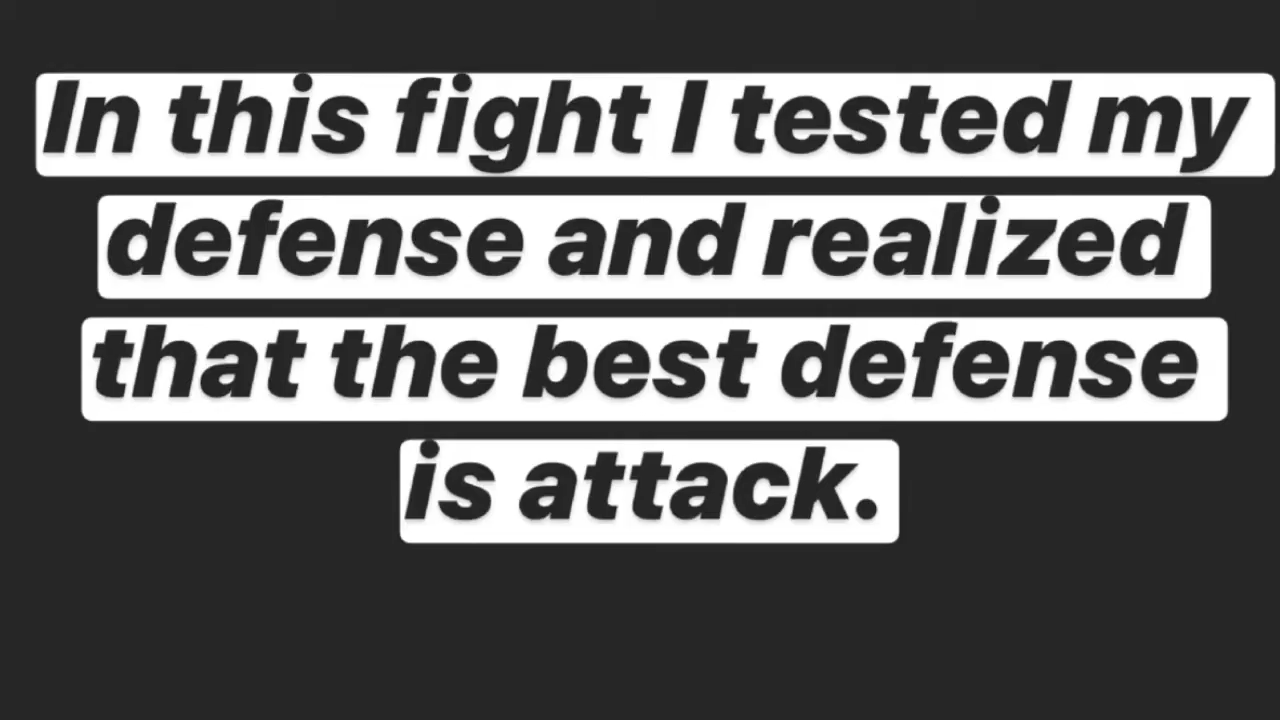 In this fight I tested my
defense and realized
that the best defense
is attack.